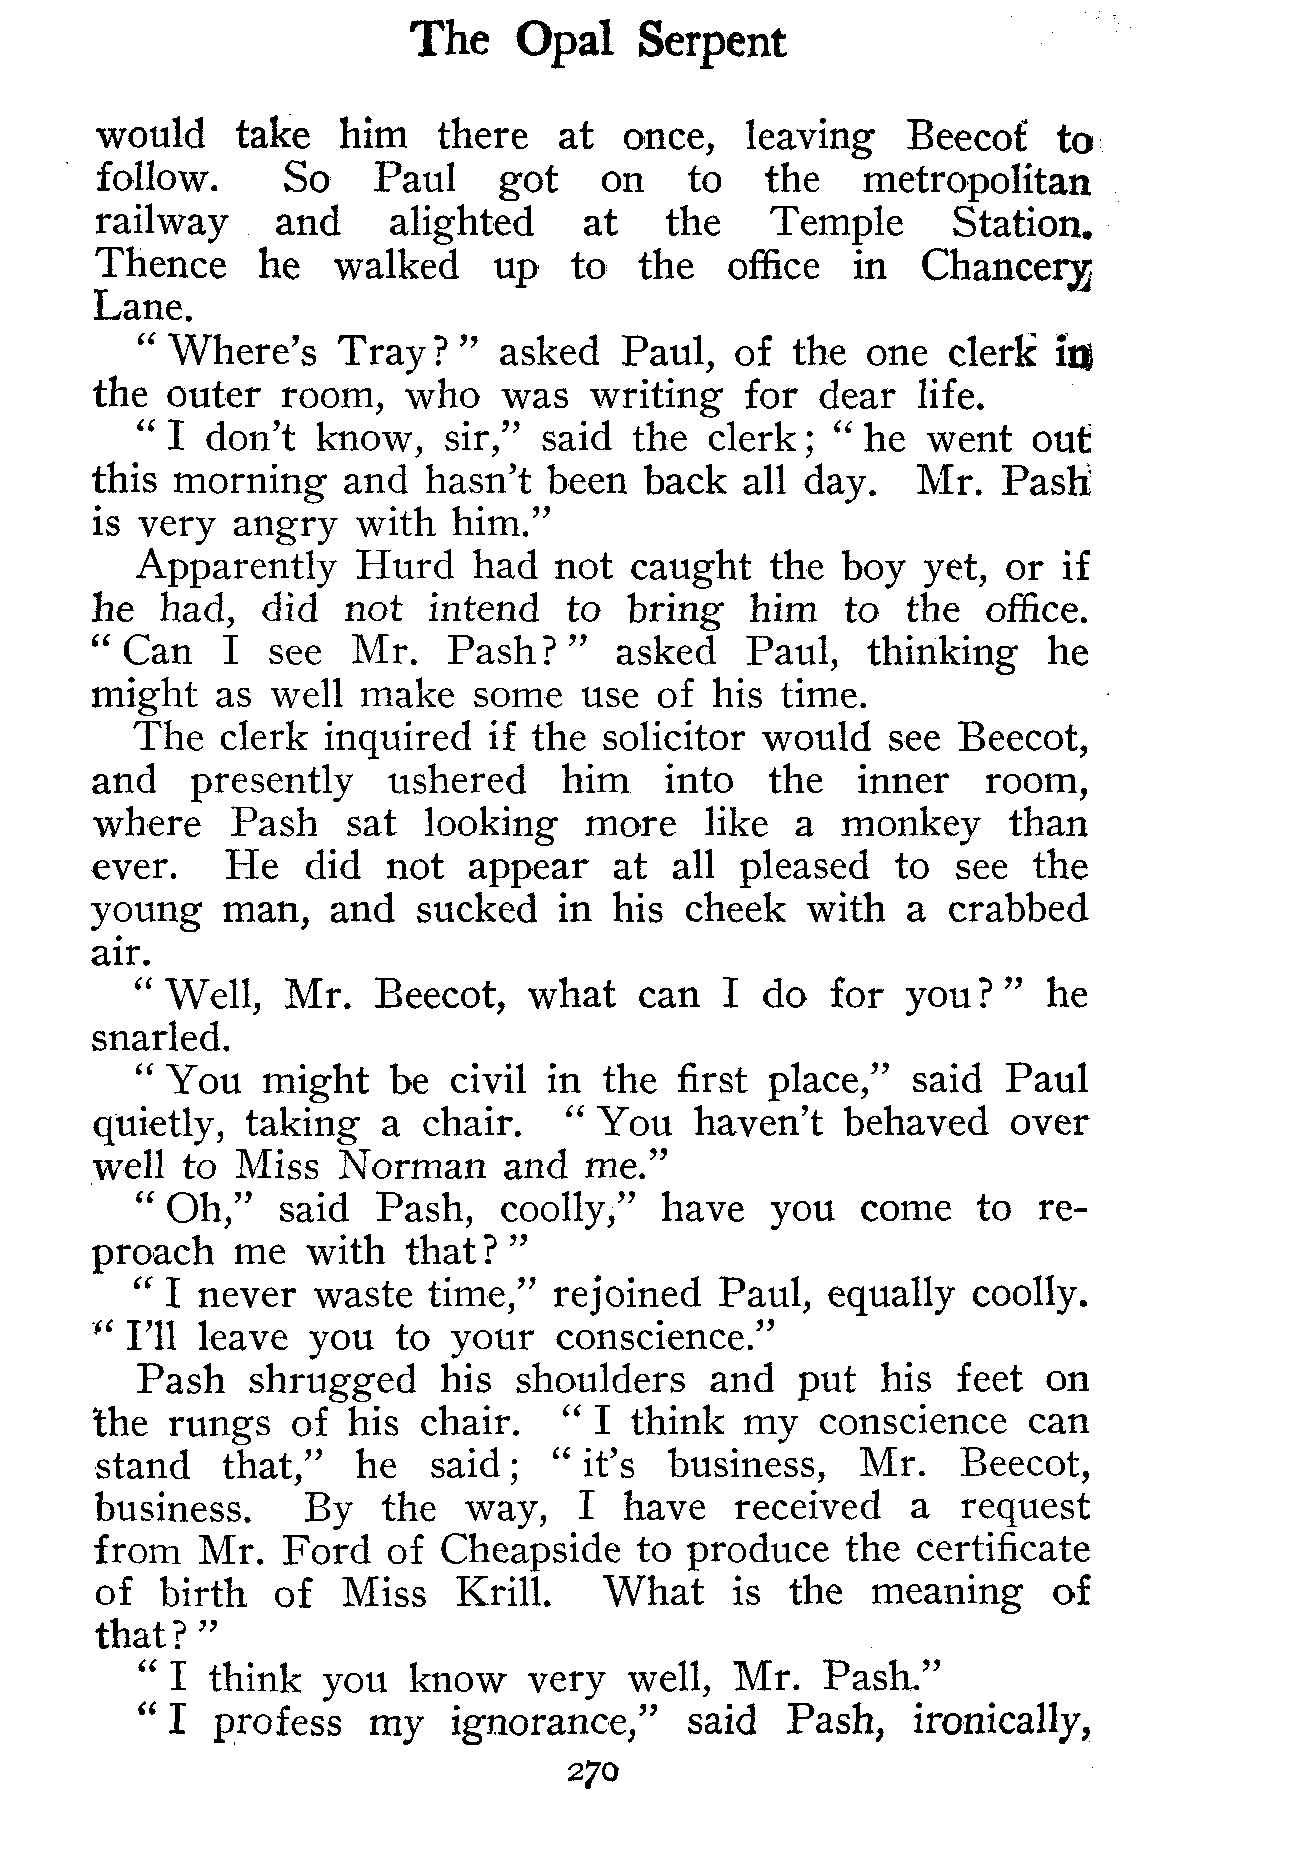 The Opal Serpent
would take him there at once, leaving Beecot to
follow. So Paul got on to the metropolitan
railway and alighted at the Temple Station.
Thence he walked up to the office in Chancery
Lane.
“ Where’s Tray? ” asked Paul, of the one clerk in
the outer room, who was writing for dear life.
“ I don’t know, sir,” said the clerk; “ he went out
this morning and hasn’t been back all day. Mr. Pash
is very angry with him.”
Apparently Hurd had not caught the boy yet, or if
he had, did not intend to bring him to the office.
“ Can I see Mr. Pash? ” asked Paul, thinking he
might as well make some use of his time.
The clerk inquired if the solicitor would see Beecot,
and presently ushered him into the inner room,
where Pash sat looking more like a monkey than
ever. He did not appear at all pleased to see the
young man, and sucked in his cheek with a crabbed
air.
“ Well, Mr. Beecot, what can I do for you? ” he
snarled.
“ You might be civil in the first place,” said Paul
quietly, taking a chair. “ You haven’t behaved over
well to Miss Norman and me.”
“ Oh,” said Pash, coolly,” have you come to re-
proach me with that? ”
“ I never waste time,” rejoined Paul, equally coolly.
“ I’ll leave you to your conscience.”
Pash shrugged his shoulders and put his feet on
the rungs of his chair. “ I think my conscience can
stand that,” he said; “ it’s business, Mr. Beecot,
business. By the way, I have received a request
from Mr. Ford of Cheapside to produce the certificate
of birth of Miss Krill. What is the meaning of
that? ”
“ I think you know very well, Mr. Pash.”
“ I profess my ignorance,” said Pash, ironically,
270